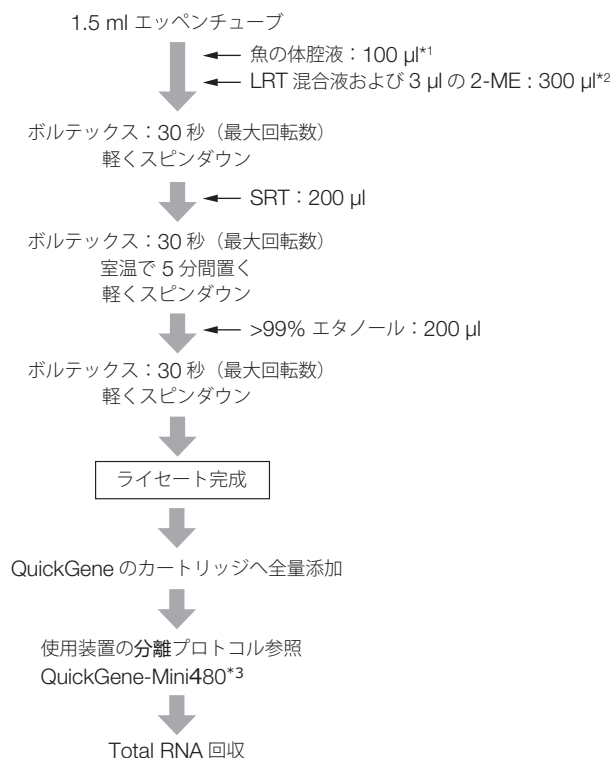 1.5 ml エッペンチューブ
魚の体腔液：100 µl*1
LRT 混合液および 3 µl の 2-ME : 300 µl*2
ボルテックス：30 秒（最大回転数）
軽くスピンダウン
SRT：200 µl
ボルテックス：30 秒（最大回転数）
室温で 5 分間置く
軽くスピンダウン
>99% エタノール：200 µl
ボルテックス：30 秒（最大回転数）
軽くスピンダウン
ライセート完成
QuickGene のカートリッジへ全量添加
使用装置の分離プロトコル参照
QuickGene-Mini480*3
Total RNA 回収